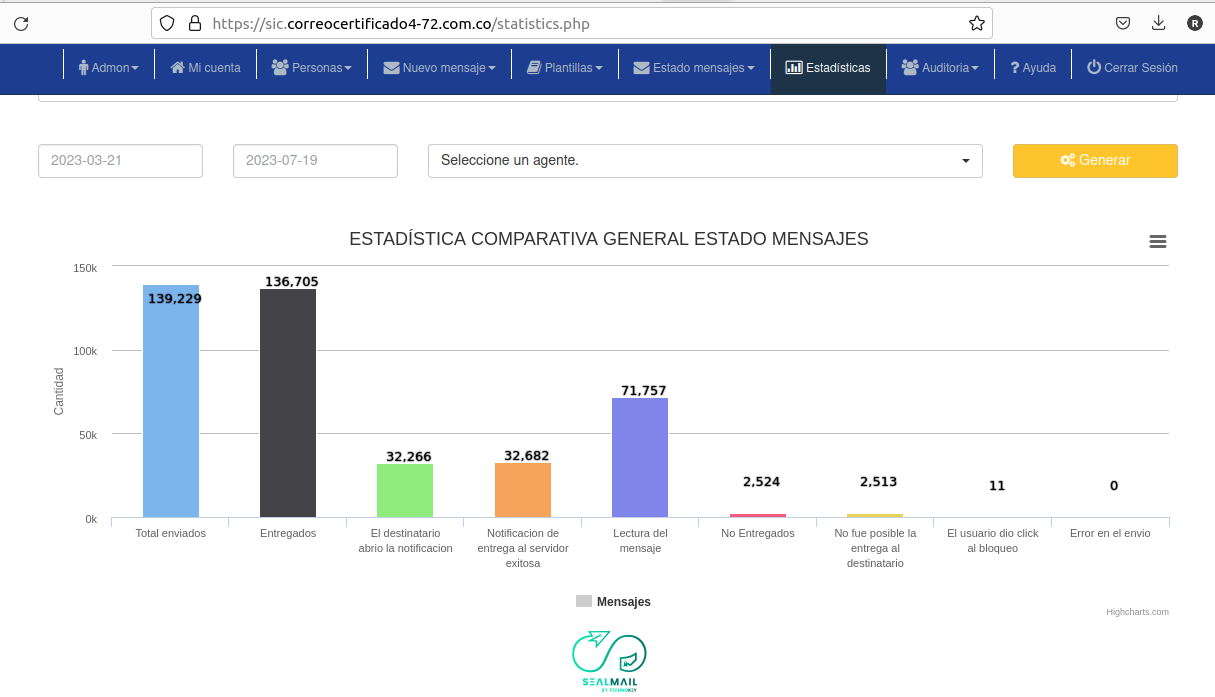 https://sic.correocertificado4-72.com.co/statistics.php
R
Admon
Mi cuenta
Personas
Nuevo mensaje
Plantillas
Estado mensajes
Estadísticas
Auditoria
? Ayuda
Cerrar Sesión
2023-03-21
2023-07-19
Seleccione un agente.
Generar
ESTADÍSTICA COMPARATIVA GENERAL ESTADO MENSAJES
Cantidad
150k
100k
50k
0k
139,229
136,705
32,266
32,682
71,757
2,524
2,513
11
0
Total enviados
Entregados
El destinatario
abrio la notificacion
Notificacion de
entrega al servidor
exitosa
Lectura del
mensaje
No Entregados
No fue posible la
entrega al
destinatario
El usuario dio click
al bloqueo
Error en el envio
Mensajes
Highcharts.com
SEALMAIL
BY TECHNOKEY